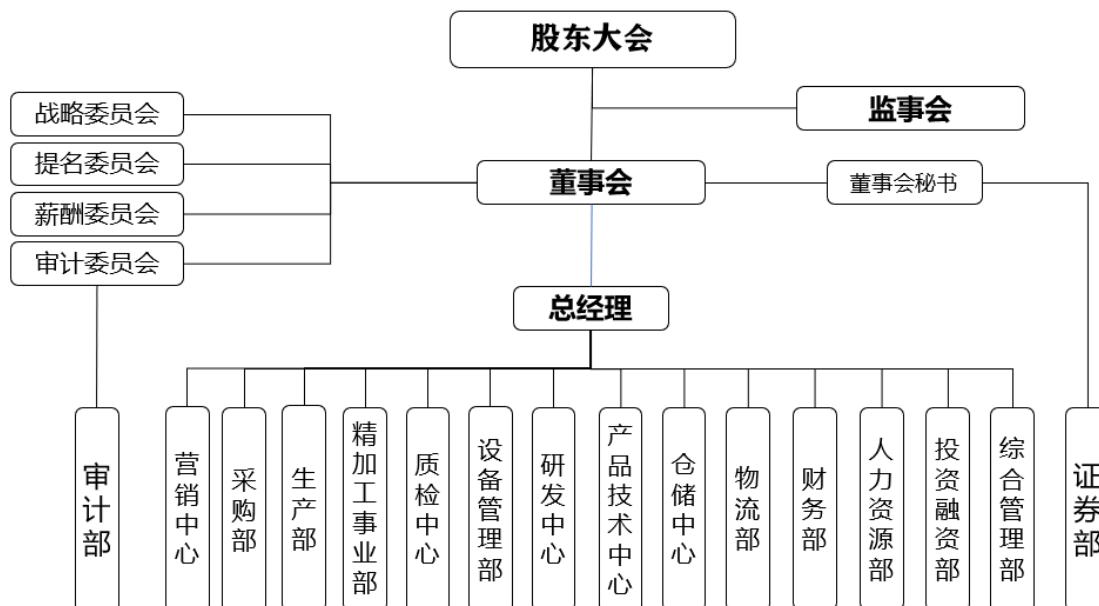 股东大会
监事会
战略委员会
提名委员会
薪酬委员会
审计委员会
董事会
董事会秘书
总经理
审计部
营销中心
采购部
生产部
精加工事业部
质检中心
设备管理部
研发中心
产品技术中心
仓储中心
物流部
财务部
人力资源部
投资融资部
综合管理部
证券部